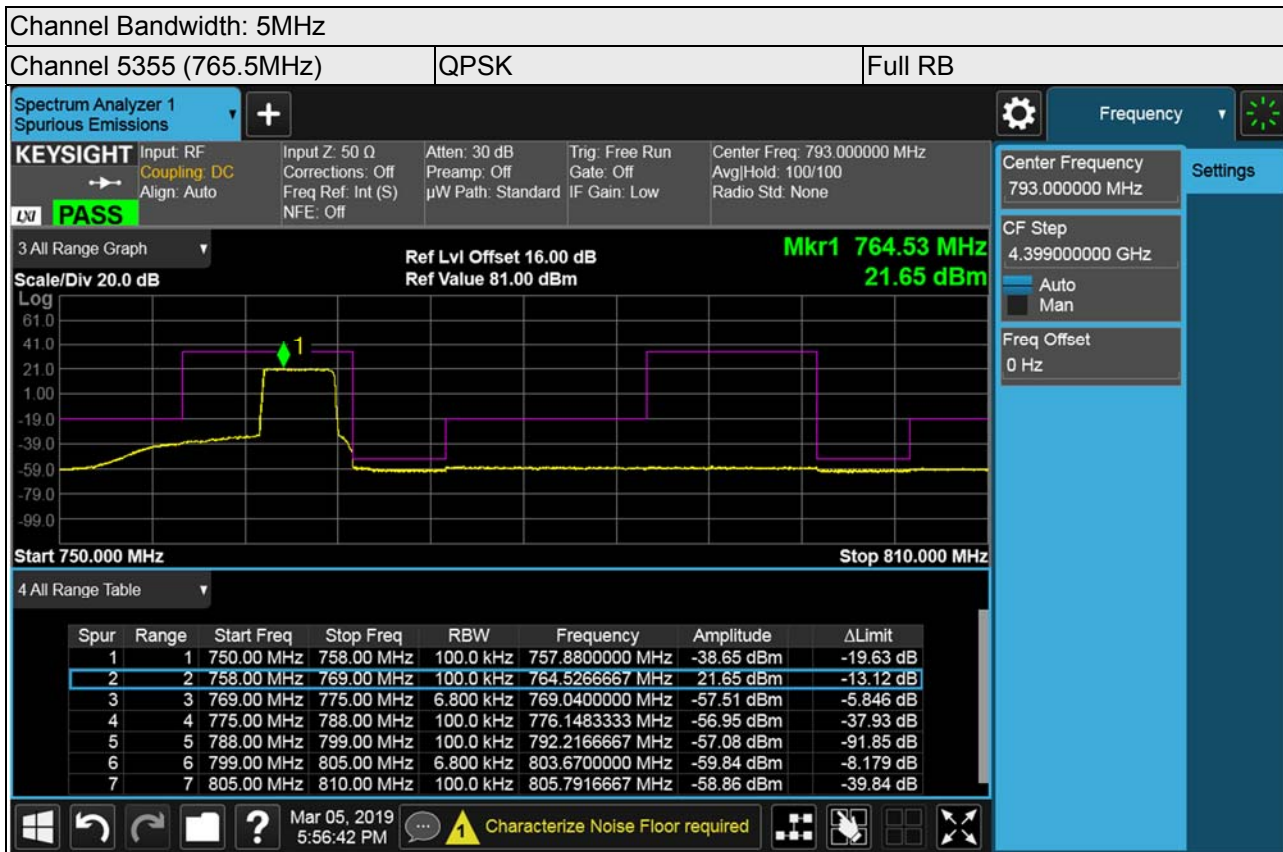 Channel Bandwidth: 5MHz
Channel 5355 (765.5MHz) QPSK Full RB
Spectrum Analyzer 1
Spurious Emissions
Frequency
KEYSIGHT
LXI
PASS
Input: RF
Coupling: DC
Align: Auto
Input Z: 50 Ω
Corrections: Off
Freq Ref: Int (S)
NFE: Off
Atten: 30 dB
Preamp: Off
µW Path: Standard
Trig: Free Run
Gate: Off
IF Gain: Low
Center Freq: 793.000000 MHz
Avg|Hold: 100/100
Radio Std: None
Center Frequency
793.000000 MHz
Settings
CF Step
4.399000000 GHz
Auto
Man
Freq Offset
0 Hz
3 All Range Graph
Ref Lvl Offset 16.00 dB
Mkr1 764.53 MHz
Scale/Div 20.0 dB
Ref Value 81.00 dBm
21.65 dBm
Log
61.0
41.0
1
21.0
1.00
-19.0
-39.0
-59.0
-79.0
-99.0
Start 750.000 MHz Stop 810.000 MHz
4 All Range Table
Spur Range Start Freq Stop Freq RBW Frequency Amplitude ΔLimit
1 1 750.00 MHz 758.00 MHz 100.0 kHz 757.8800000 MHz -38.65 dBm -19.63 dB
2 2 758.00 MHz 769.00 MHz 100.0 kHz 764.5266667 MHz 21.65 dBm -13.12 dB
3 3 769.00 MHz 775.00 MHz 6.800 kHz 769.0400000 MHz -57.51 dBm -5.846 dB
4 4 775.00 MHz 788.00 MHz 100.0 kHz 776.1483333 MHz -56.95 dBm -37.93 dB
5 5 788.00 MHz 799.00 MHz 100.0 kHz 792.2166667 MHz -57.08 dBm -91.85 dB
6 6 799.00 MHz 805.00 MHz 6.800 kHz 803.6700000 MHz -59.84 dBm -8.179 dB
7 7 805.00 MHz 810.00 MHz 100.0 kHz 805.7916667 MHz -58.86 dBm -39.84 dB
?
Mar 05, 2019
5:56:42 PM
1
Characterize Noise Floor required